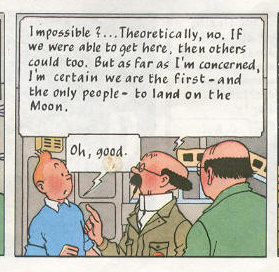 Impossible ?...Theoretically, no. IF
we were able to get here, then others
could too. But as far as I'm concerned,
I'm certain we are the first-and
the only people- to land on the
Moon.
Oh, good.